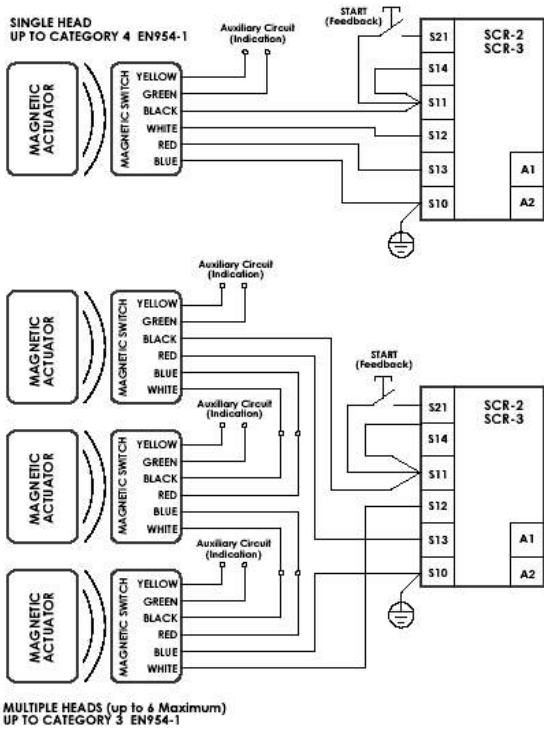 SINGLE HEAD
UP TO CATEGORY 4 EN954-1
Auxiliary Circuit
(Indication)
START
(Feedback)
MAGNETIC
ACTUATOR
MAGNETIC SWITCH
YELLOW
GREEN
BLACK
WHITE
RED
BLUE
S21
S14
S11
S12
S13
S10
SCR-2
SCR-3
A1
A2
Auxiliary Circuit
(Indication)
MAGNETIC
ACTUATOR
MAGNETIC SWITCH
YELLOW
GREEN
BLACK
RED
BLUE
WHITE
START
(Feedback)
Auxiliary Circuit
(Indication)
MAGNETIC
ACTUATOR
MAGNETIC SWITCH
YELLOW
GREEN
BLACK
RED
BLUE
WHITE
S21
S14
S11
S12
S13
S10
SCR-2
SCR-3
A1
A2
Auxiliary Circuit
(Indication)
MAGNETIC
ACTUATOR
MAGNETIC SWITCH
YELLOW
GREEN
BLACK
RED
BLUE
WHITE
MULTIPLE HEADS (up to 6 Maximum)
UP TO CATEGORY 3 EN954-1